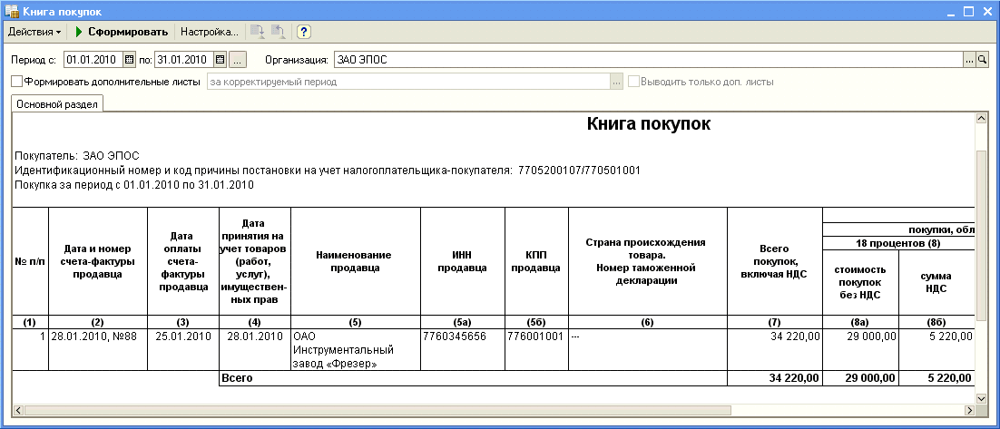 Книга покупок
Действия Сформировать Настройка... ?
Период с: 01.01.2010 по: 31.01.2010 ... Организация: ЗАО ЭПОС ...
Формировать дополнительные листы за корректируемый период ... Выводить только доп. листы
Основной раздел
Книга покупок
Покупатель: ЗАО ЭПОС
Идентификационный номер и код причины постановки на учет налогоплательщика-покупателя: 7705200107/770501001
Покупка за период с 01.01.2010 по 31.01.2010
№ п/п
Дата и номер
счета-фактуры
продавца
Дата
оплаты
счета-
фактуры
продавца
Дата
принятия на
учет товаров
(работ,
услуг),
имуществен-
ных прав
Наименование
продавца
ИНН
продавца
КПП
продавца
Страна происхождения
товара.
Номер таможенной
декларации
Всего
покупок,
включая НДС
покупки, обл
18 процентов (8)
стоимость
покупок
без НДС
сумма
НДС
(1) (2) (3) (4) (5) (5а) (5б) (6) (7) (8а) (8б)
1 28.01.2010, №88 25.01.2010 28.01.2010 ОАО 7760345656 776001001 --- 34 220,00 29 000,00 5 220,00
Инструментальный
завод «Фрезер»
Всего 34 220,00 29 000,00 5 220,00